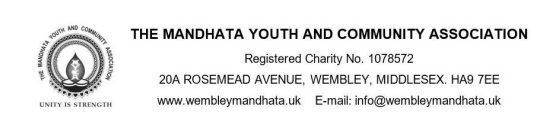 THE MANDHATA YOUTH AND COMMUNITY ASSOCIATION
UNITY IS STRENGTH
THE MANDHATA YOUTH AND COMMUNITY ASSOCIATION
Registered Charity No. 1078572
20A ROSEMEAD AVENUE, WEMBLEY, MIDDLESEX. HA9 7EE
www.wembleymandhata.uk E-mail: info@wembleymandhata.uk